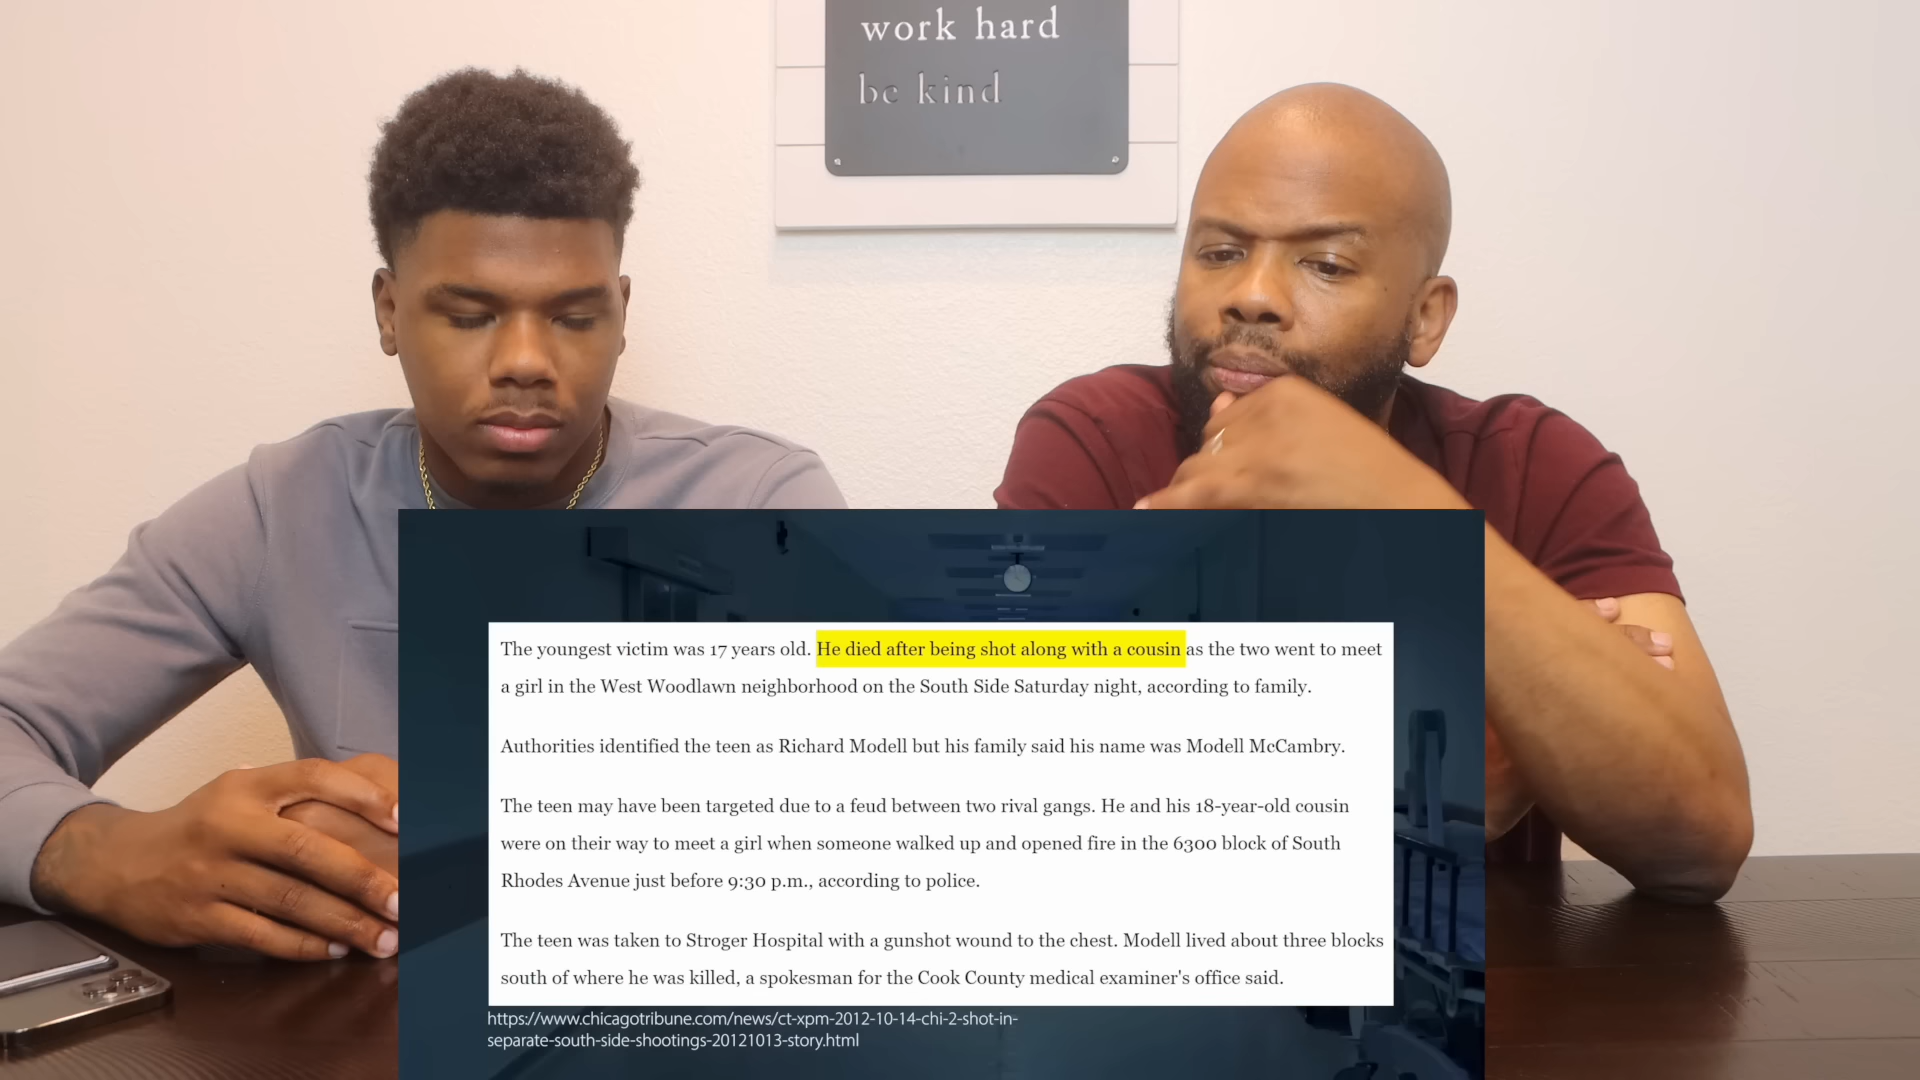 work hard
be kind
The youngest victim was 17 years old. He died after being shot along with a cousin as the two went to meet
a girl in the West Woodlawn neighborhood on the South Side Saturday night, according to family.
Authorities identified the teen as Richard Modell but his family said his name was Modell McCambry.
The teen may have been targeted due to a feud between two rival gangs. He and his 18-year-old cousin
were on their way to meet a girl when someone walked up and opened fire in the 6300 block of South
Rhodes Avenue just before 9:30 p.m., according to police.
The teen was taken to Stroger Hospital with a gunshot wound to the chest. Modell lived about three blocks
south of where he was killed, a spokesman for the Cook County medical examiner's office said.
https://www.chicagotribune.com/news/ct-xpm-2012-10-14-chi-2-shot-in-
separate-south-side-shootings-20121013-story.html